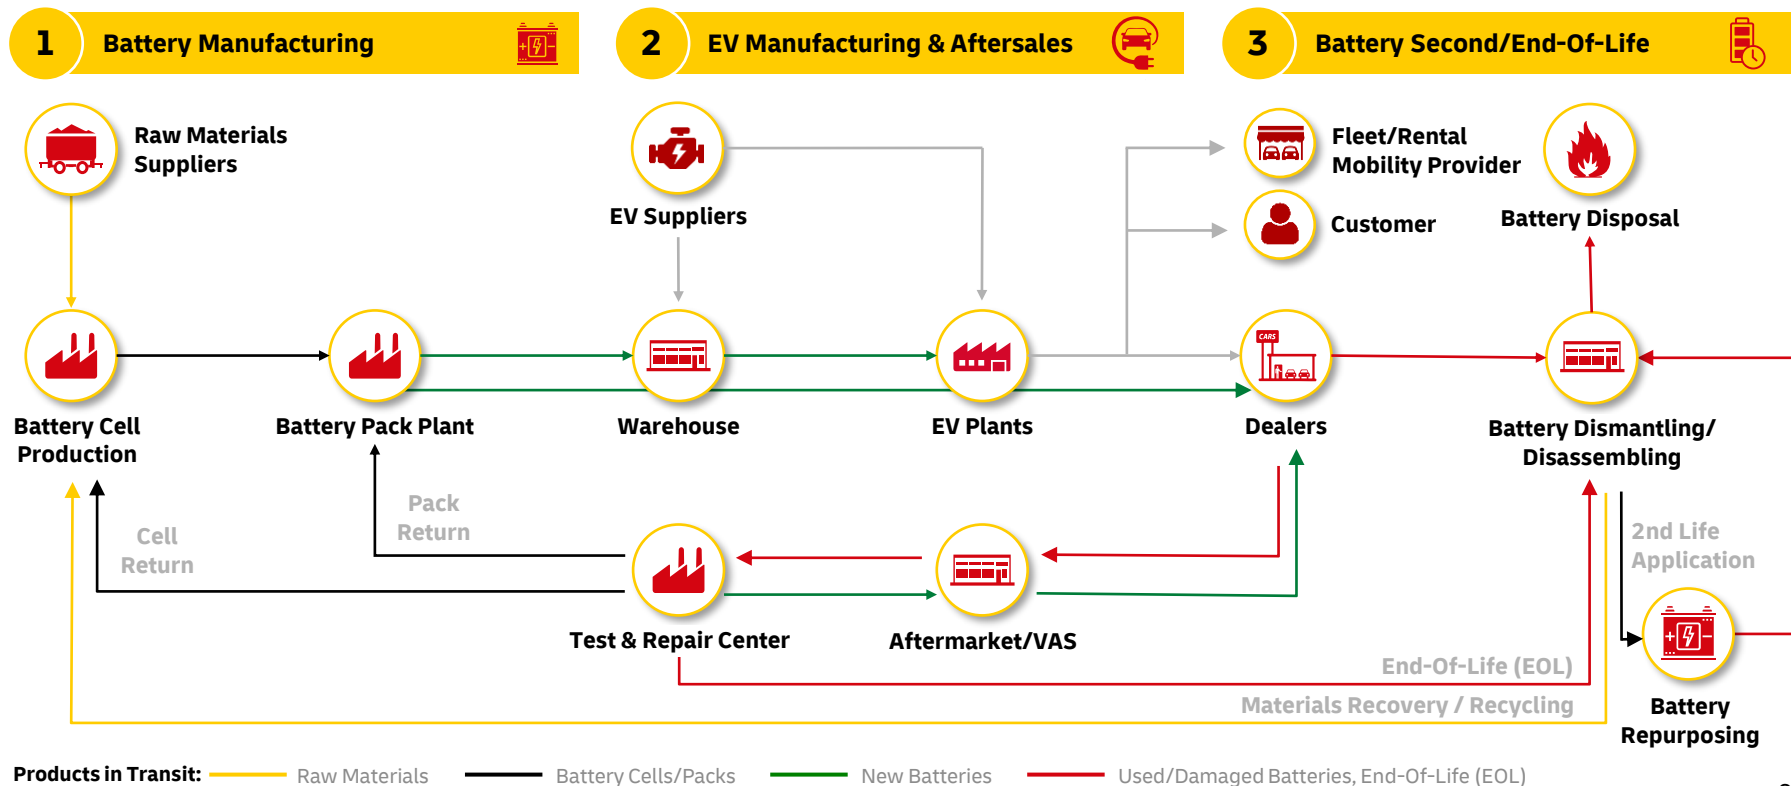 1
Battery Manufacturing
2
EV Manufacturing & Aftersales
3
Battery Second/End-Of-Life
Raw Materials
Suppliers
EV Suppliers
Fleet/Rental
Mobility Provider
Customer
Battery Disposal
CARS
Battery Cell
Production
Battery Pack Plant
Warehouse
EV Plants
Dealers
Battery Dismantling/
Disassembling
Cell
Return
Pack
Return
2nd Life
Application
Test & Repair Center
Aftermarket/VAS
End-Of-Life (EOL)
Materials Recovery / Recycling
Battery
Repurposing
Products in Transit:
Raw Materials
Battery Cells/Packs
New Batteries
Used/Damaged Batteries, End-Of-Life (EOL)